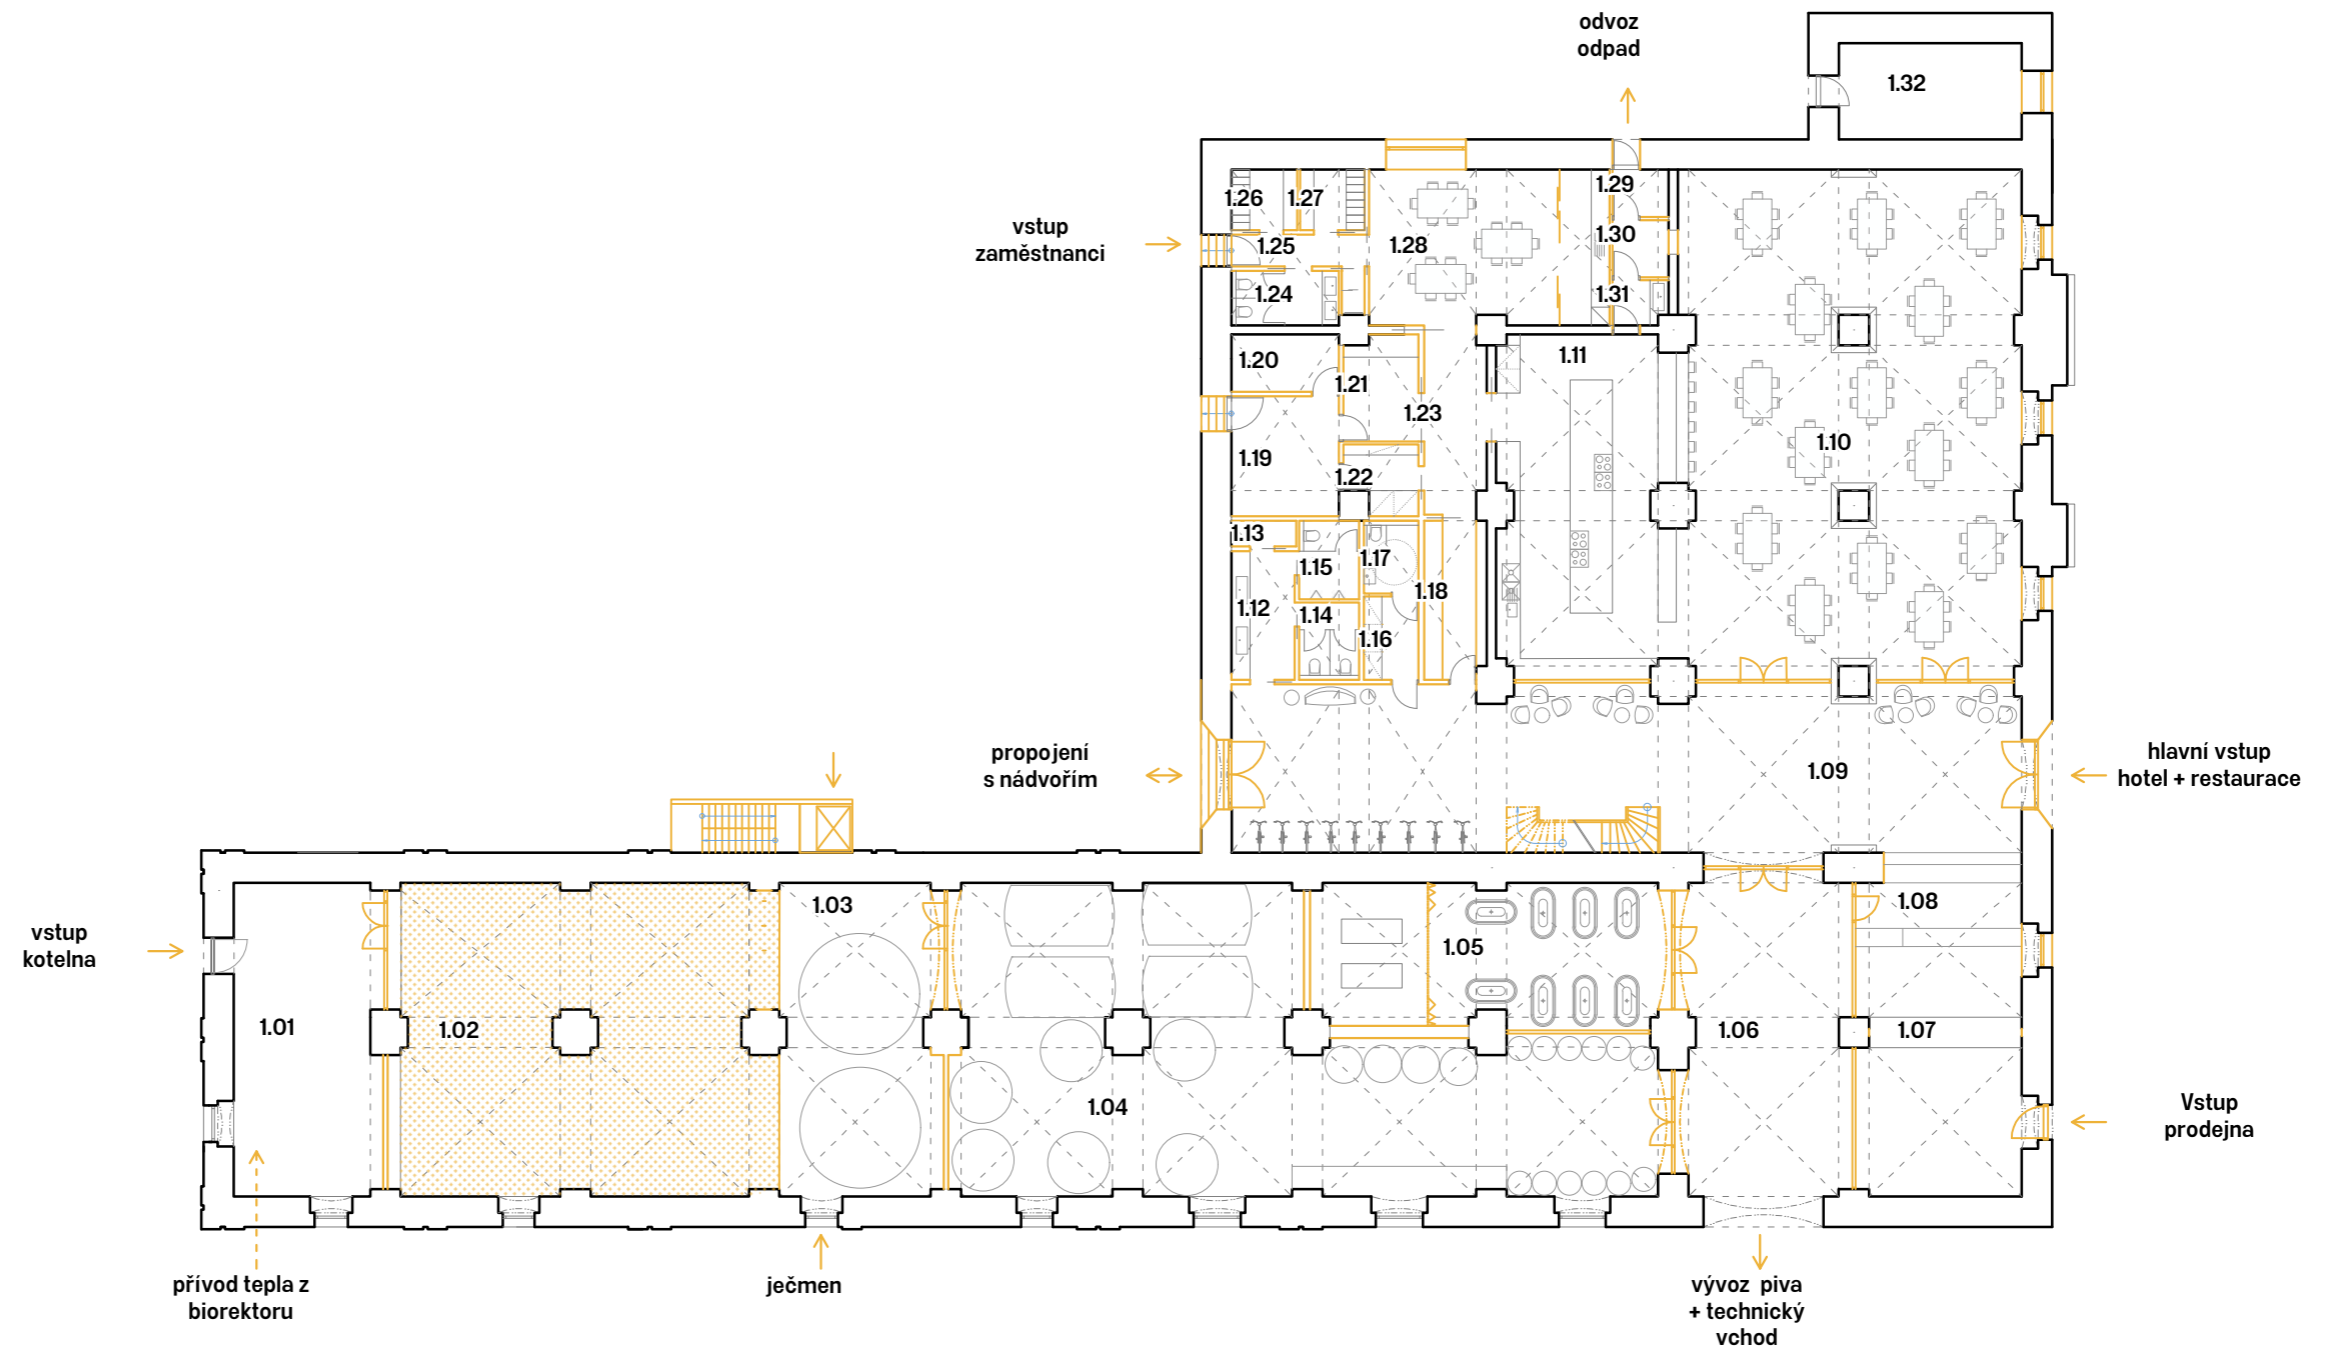 odvoz
odpad
1.32
1.29
1.26
1.27
vstup
zaměstnanci
1.25
1.28
1.30
1.24
1.31
1.20
1.11
1.21
1.23
1.10
1.19
1.22
1.13
1.15
1.17
1.12
1.14
1.18
1.16
propojení
s nádvořím
1.09
hlavní vstup
hotel + restaurace
1.03
1.08
vstup
kotelna
1.05
1.01
1.02
1.06
1.07
1.04
Vstup
prodejna
přívod tepla z
biorektoru
ječmen
vývoz piva
+ technický
vchod